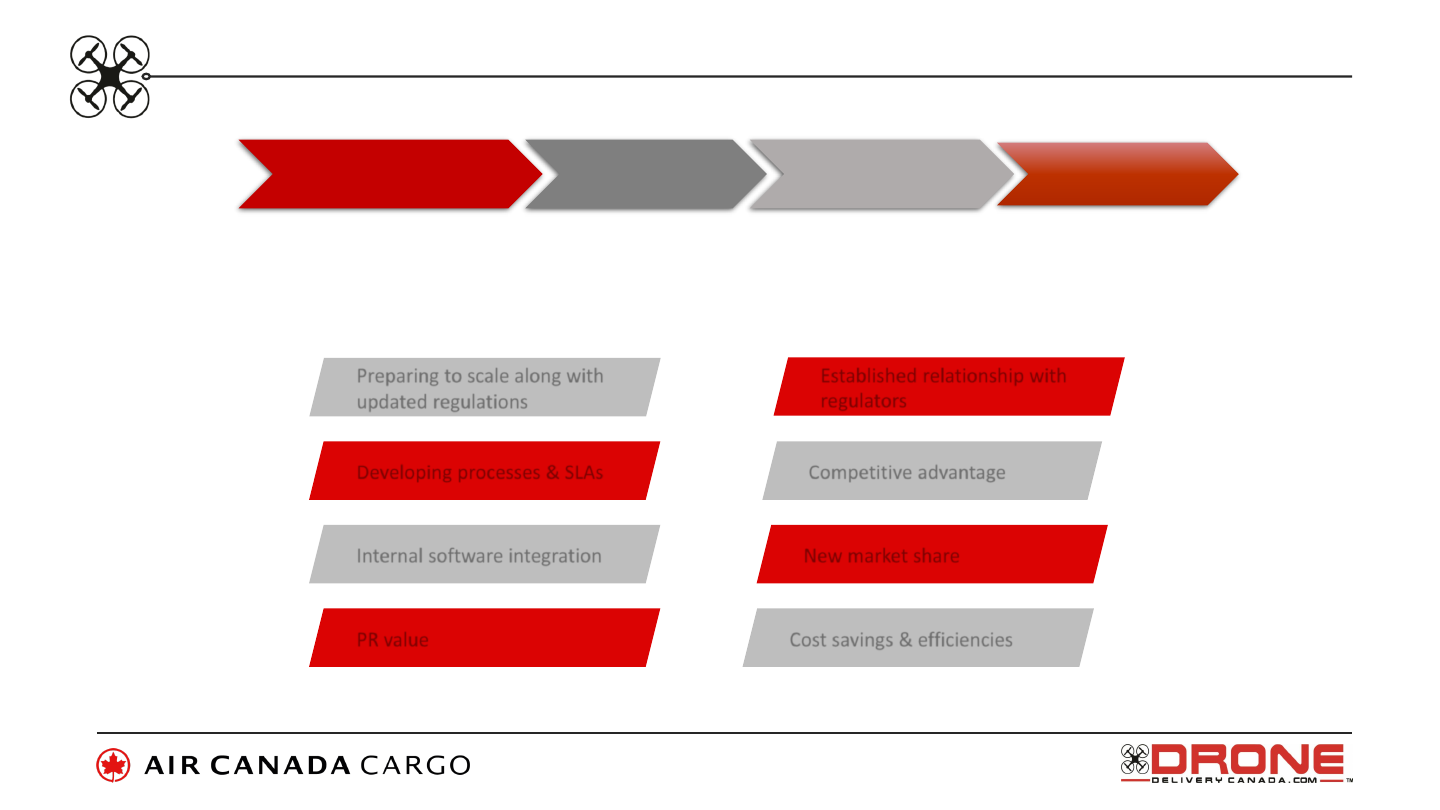 Preparing to scale along with
updated regulations
Developing processes & SLAs
Internal software integration
PR value
Established relationship with
regulators
Competitive advantage
New market share
Cost savings & efficiencies
AIR CANADA CARGO
DRONE
DELIVERY CANADA.COM
TM